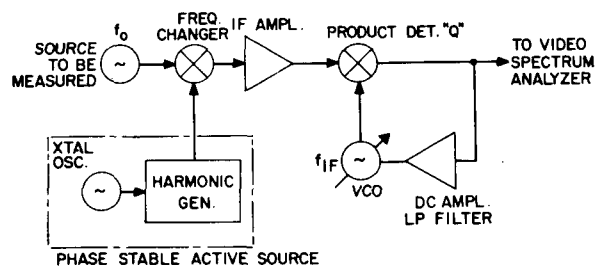 f₀
SOURCE
TO BE
MEASURED
~
FREQ.
CHANGER
IF AMPL.
PRODUCT DET. "Q"
TO VIDEO
SPECTRUM
ANALYZER
XTAL
OSC.
~
HARMONIC
GEN.
f_IF
~
VCO
DC AMPL.
LP FILTER
PHASE STABLE ACTIVE SOURCE